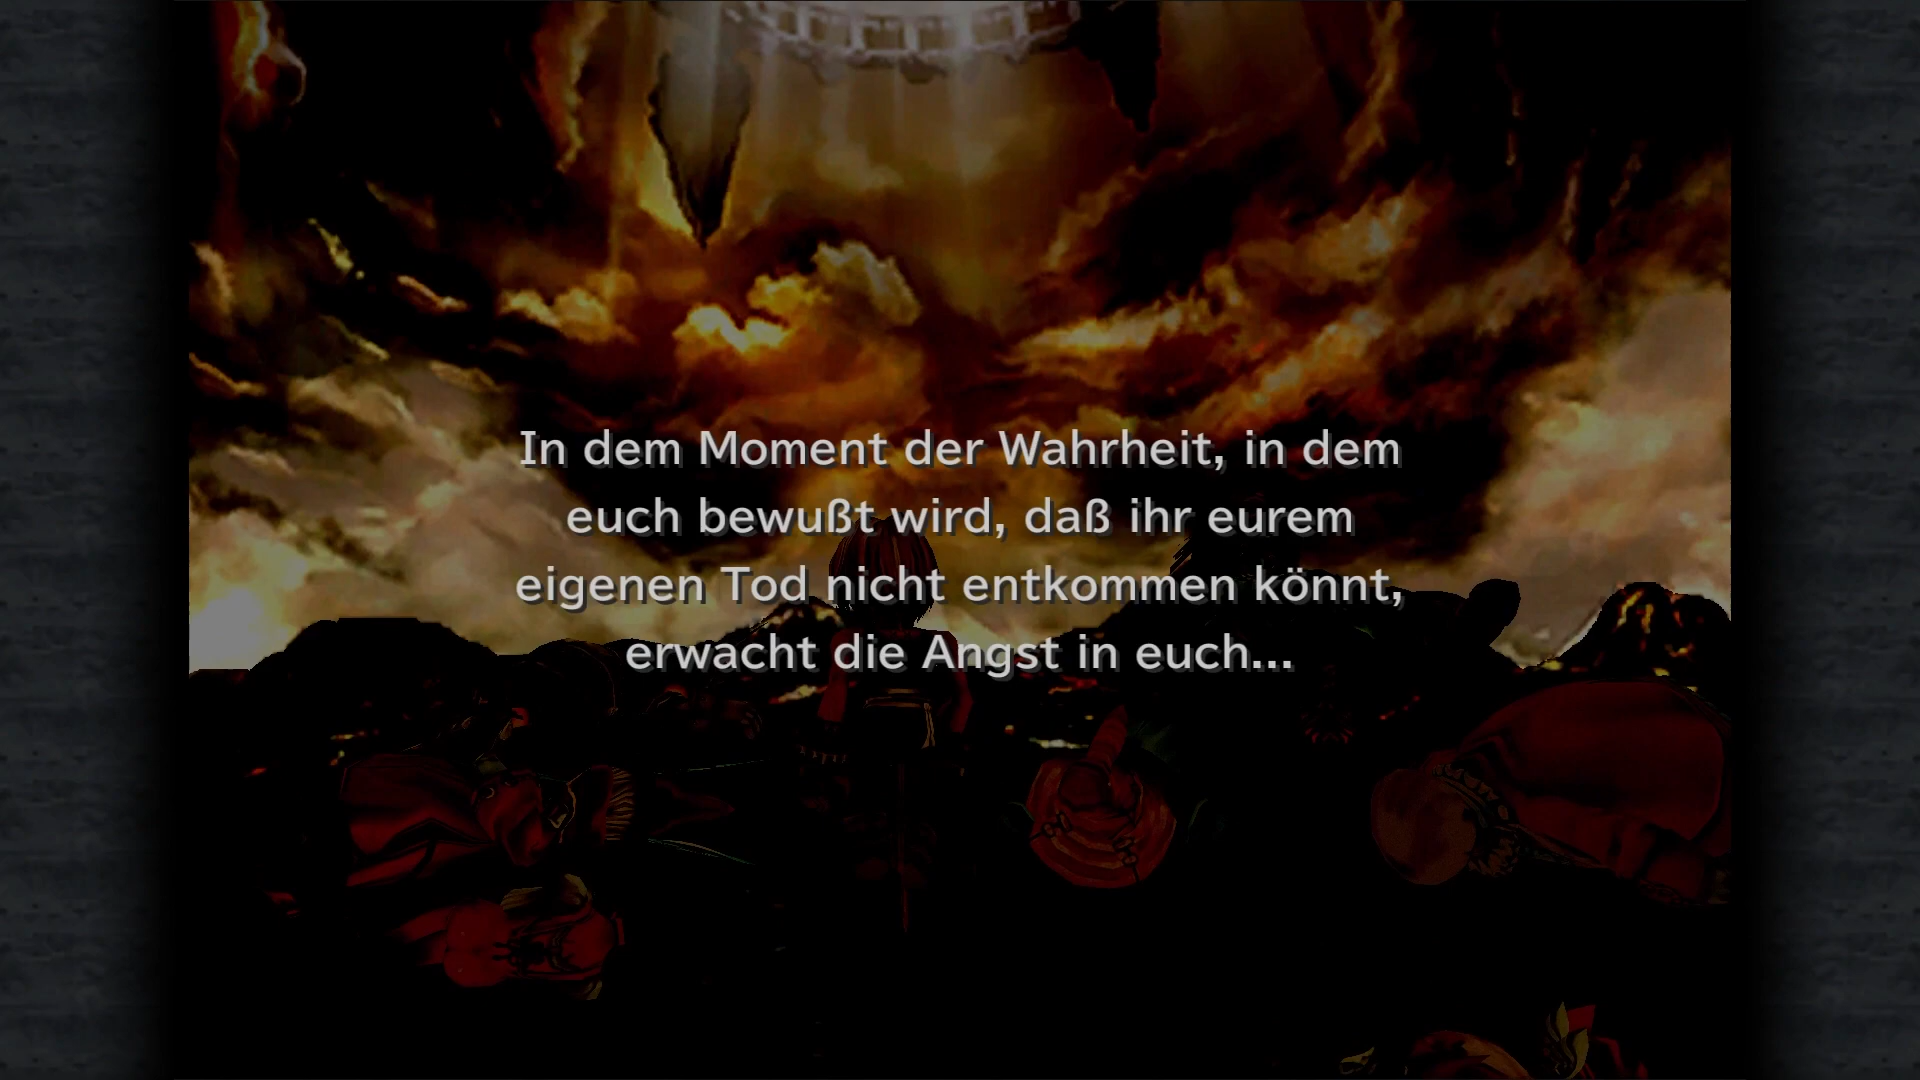 In dem Moment der Wahrheit, in dem
euch bewußt wird, daß ihr eurem
eigenen Tod nicht entkommen könnt,
erwacht die Angst in euch...